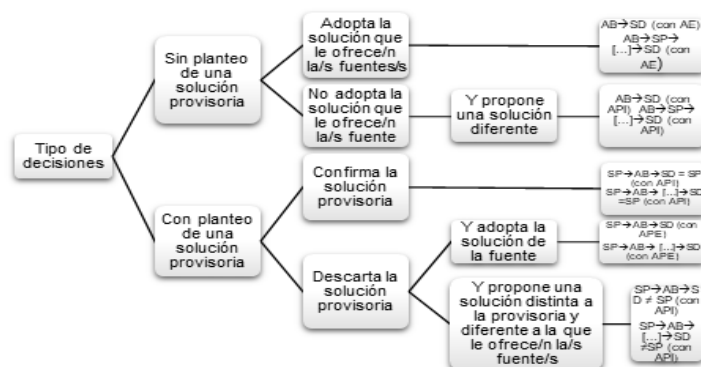 Tipo de
decisiones
Sin planteo
de una
solución
provisoria
Adopta la
solución que
le ofrece/n
la/s fuentes/s
AB→SD (con AE)
AB→SP→
[...]→SD (con
AE)
No adopta la
solución que
le ofrece/n
la/s fuente
Y propone
una solución
diferente
AB→SD (con
API) AB→SP→
[...]→SD (con
API)
Con planteo
de una
solución
provisoria
Confirma la
solución
provisoria
SP→AB→SD = SP
(con API)
SP→AB→ [...]→SD
=SP (con API)
Descarta la
solución
provisoria
Y adopta la
solución de
la fuente
SP→AB→SD (con
APE)
SP→AB→ [...]→SD
(con APE)
Y propone una
solución distinta a
la provisoria y
diferente a la que
le ofrece/n la/s
fuente/s
SP→AB→S
D ≠ SP (con
API)
SP→AB→
[...]→SD
≠SP (con
API)